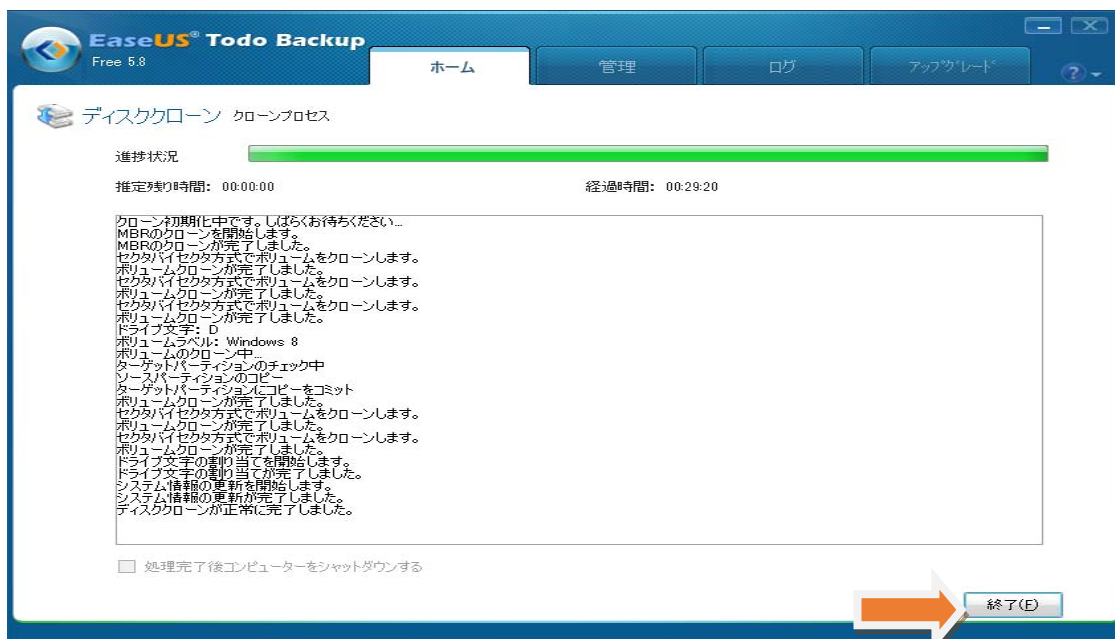 EaseUS® Todo Backup
Free 5.8
ホーム
管理
ログ
アップグレード
?
ディスククローン クローンプロセス
進捗状況
推定残り時間: 00:00:00
経過時間: 00:29:20
クローン初期化中です。しばらくお待ちください...
MBRのクローンを開始します。
MBRのクローンが完了しました。
セクタバイセクタ方式でボリュームをクローンします。
ボリュームクローンが完了しました。
セクタバイセクタ方式でボリュームをクローンします。
ボリュームクローンが完了しました。
セクタバイセクタ方式でボリュームをクローンします。
ボリュームクローンが完了しました。
ドライブ文字: D
ボリュームラベル: Windows 8
ボリュームのクローン中...
ターゲットパーティションのチェック中
ソースパーティションのコピー
ターゲットパーティションにコピーをコミット
ボリュームクローンが完了しました。
セクタバイセクタ方式でボリュームをクローンします。
ボリュームクローンが完了しました。
セクタバイセクタ方式でボリュームをクローンします。
ボリュームクローンが完了しました。
ドライブ文字の割り当てを開始します。
ドライブ文字の割り当てが完了しました。
システム情報の更新を開始します。
システム情報の更新が完了しました。
ディスククローンが正常に完了しました。
処理完了後コンピューターをシャットダウンする
終了(F)